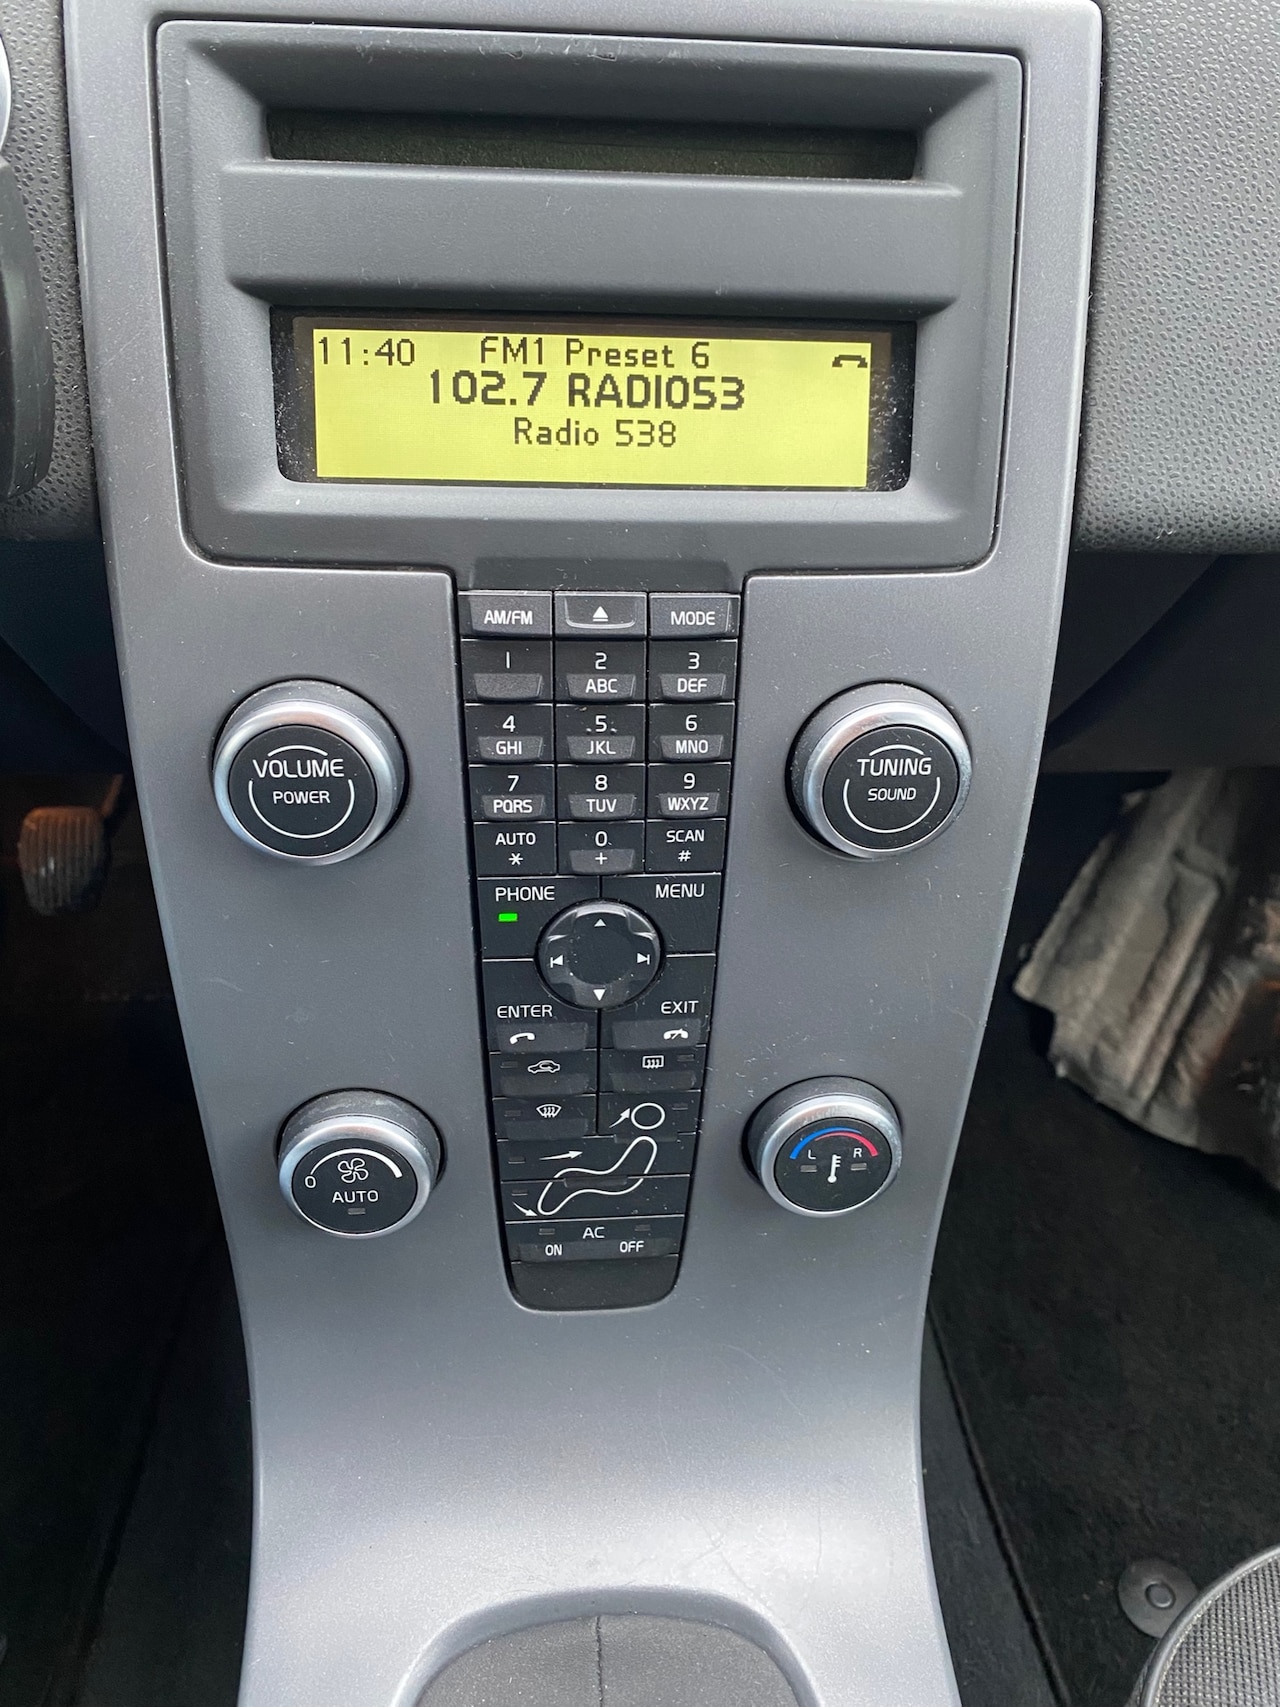 11:40 FM1 Preset 6
102.7 RADIO53
Radio 538
AM/FM MODE
1 2 3
ABC DEF
4 5 6
GHI JKL MNO
7 8 9
PQRS TUV WXYZ
AUTO 0 SCAN
* + #
VOLUME
POWER
TUNING
SOUND
PHONE MENU
ENTER EXIT
0
AUTO
L R
AC
ON OFF